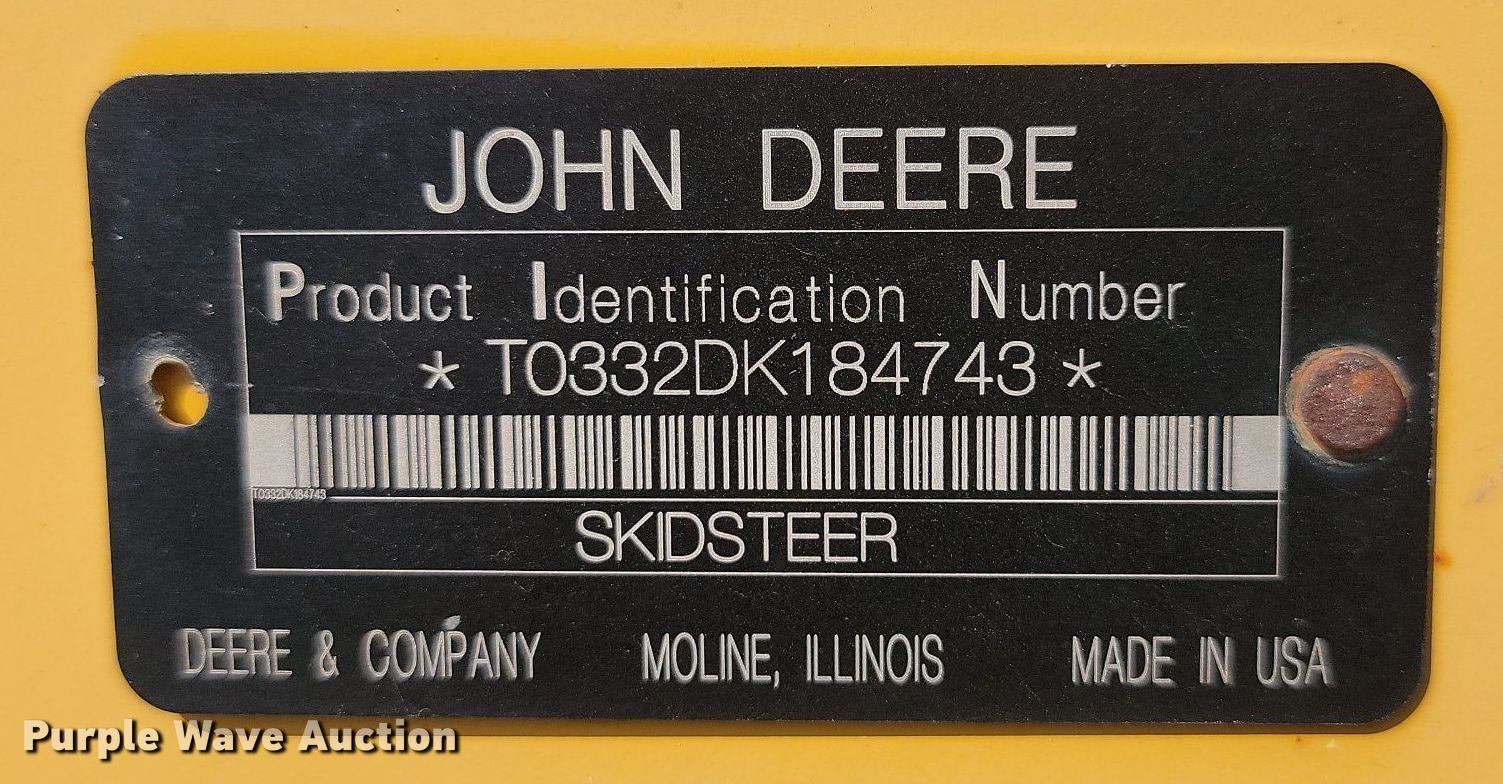 JOHN DEERE
Product Identification Number
* T0332DK184743 *
T0332DK184743
SKIDSTEER
DEERE & COMPANY MOLINE, ILLINOIS MADE IN USA
Purple Wave Auction